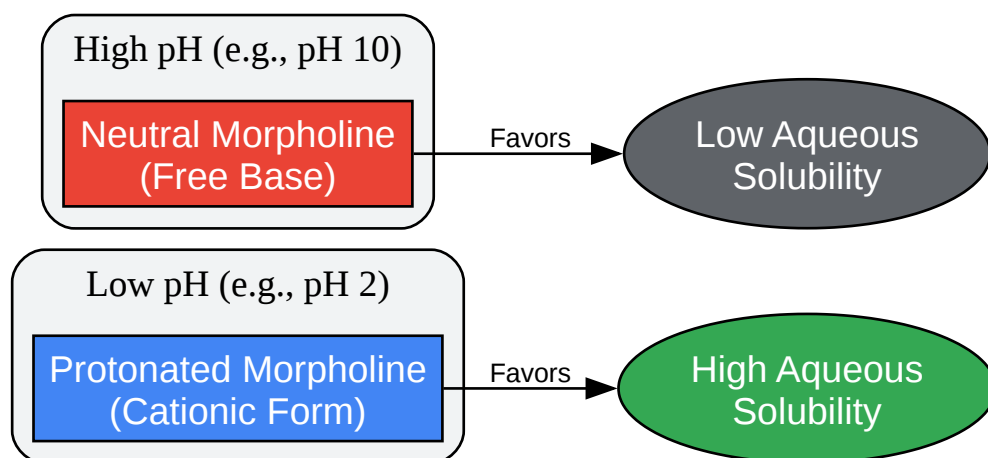 High pH (e.g., pH 10)
Neutral Morpholine
(Free Base)
Favors
Low Aqueous
Solubility
Low pH (e.g., pH 2)
Protonated Morpholine
(Cationic Form)
Favors
High Aqueous
Solubility